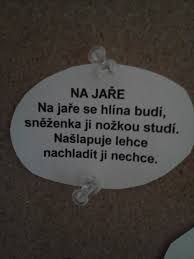 NA JAŘE
Na jaře se hlína budí,
sněženka ji nožkou studí.
Našlapuje lehce
nachladit ji nechce.